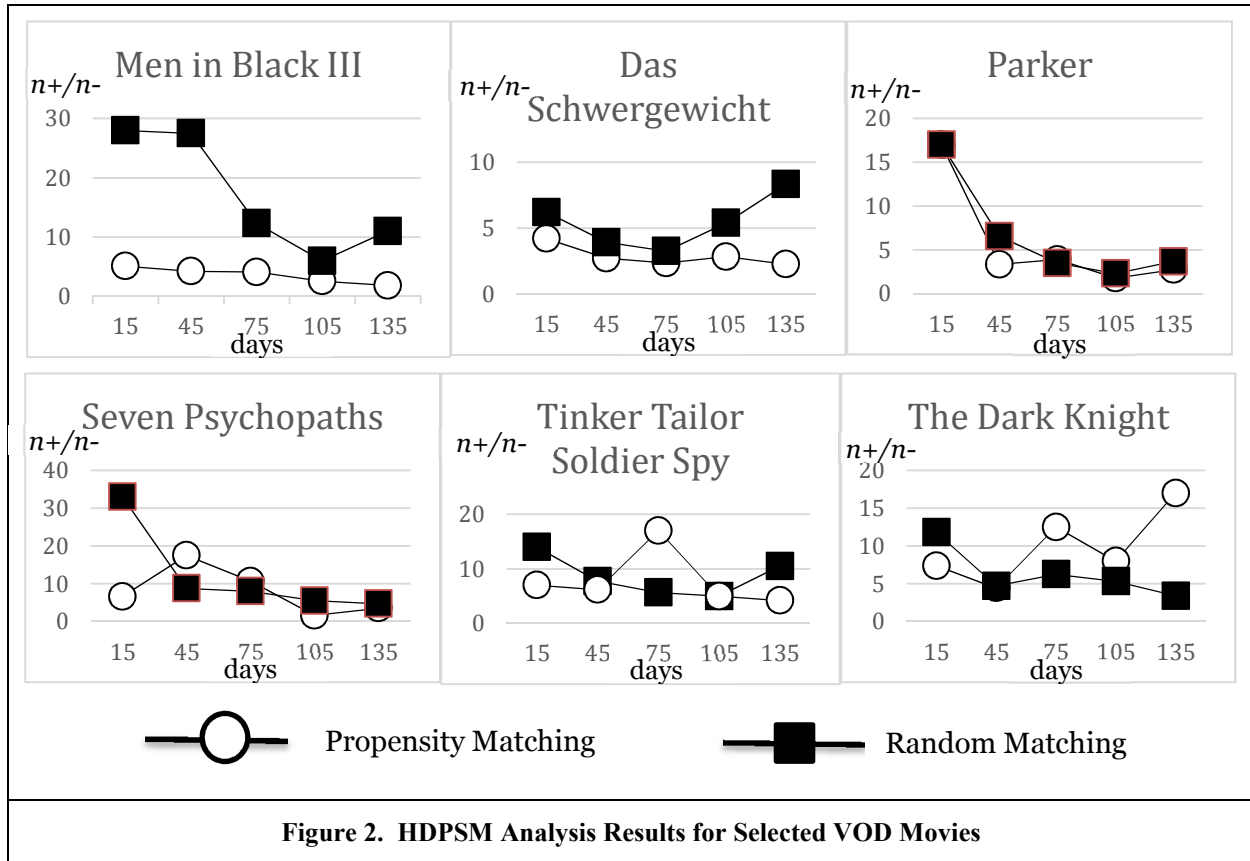 Men in Black III
n+/n-
30
20
10
0
15 45 75 105 135
days
Das
Schwergewicht
n+/n-
10
5
0
15 45 75 105 135
days
Parker
n+/n-
20
15
10
5
0
15 45 75 105 135
days
Seven Psychopaths
n+/n-
40
30
20
10
0
15 45 75 105 135
days
Tinker Tailor
Soldier Spy
n+/n-
20
10
0
15 45 75 105 135
days
The Dark Knight
n+/n-
20
15
10
5
0
15 45 75 105 135
days
Propensity Matching
Random Matching
Figure 2. HDPSM Analysis Results for Selected VOD Movies